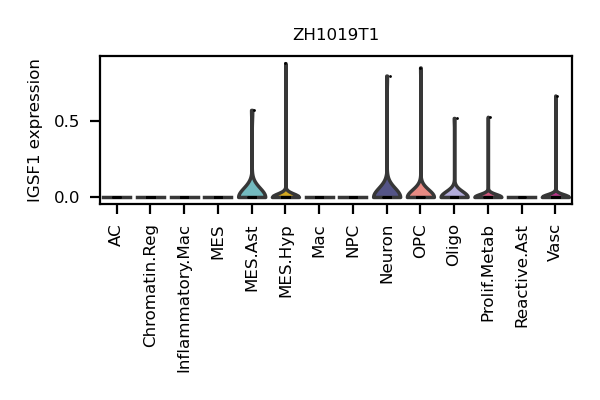 ZH1019T1
IGSF1 expression
0.5
0.0
AC
Chromatin.Reg
Inflammatory.Mac
MES
MES.Ast
MES.Hyp
Mac
NPC
Neuron
OPC
Oligo
Prolif.Metab
Reactive.Ast
Vasc